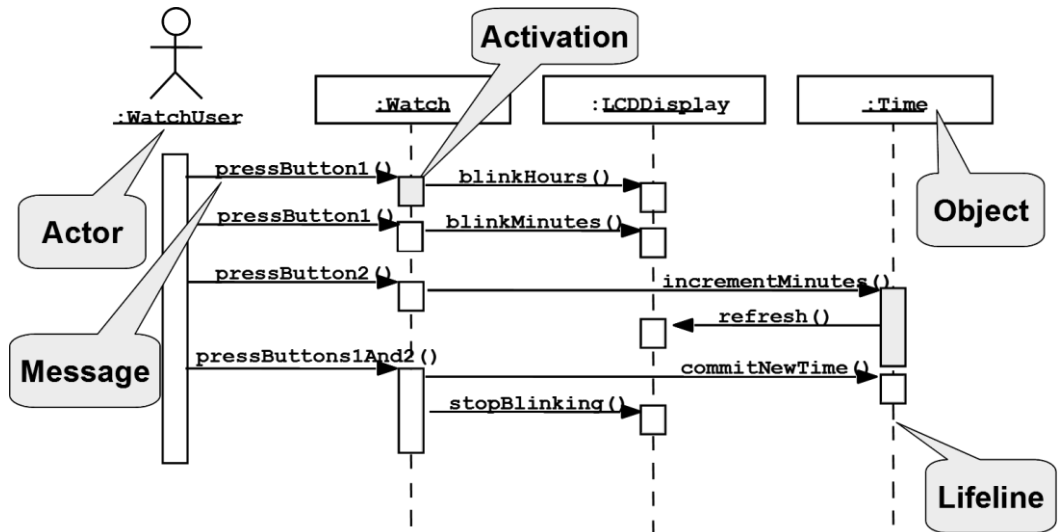 Activation
:WatchUser
:Watch
:LCDDisplay
:Time
pressButton1()
blinkHours()
Actor
Object
pressButton1()
blinkMinutes()
pressButton2()
incrementMinutes()
refresh()
Message
pressButtons1And2()
commitNewTime()
stopBlinking()
Lifeline